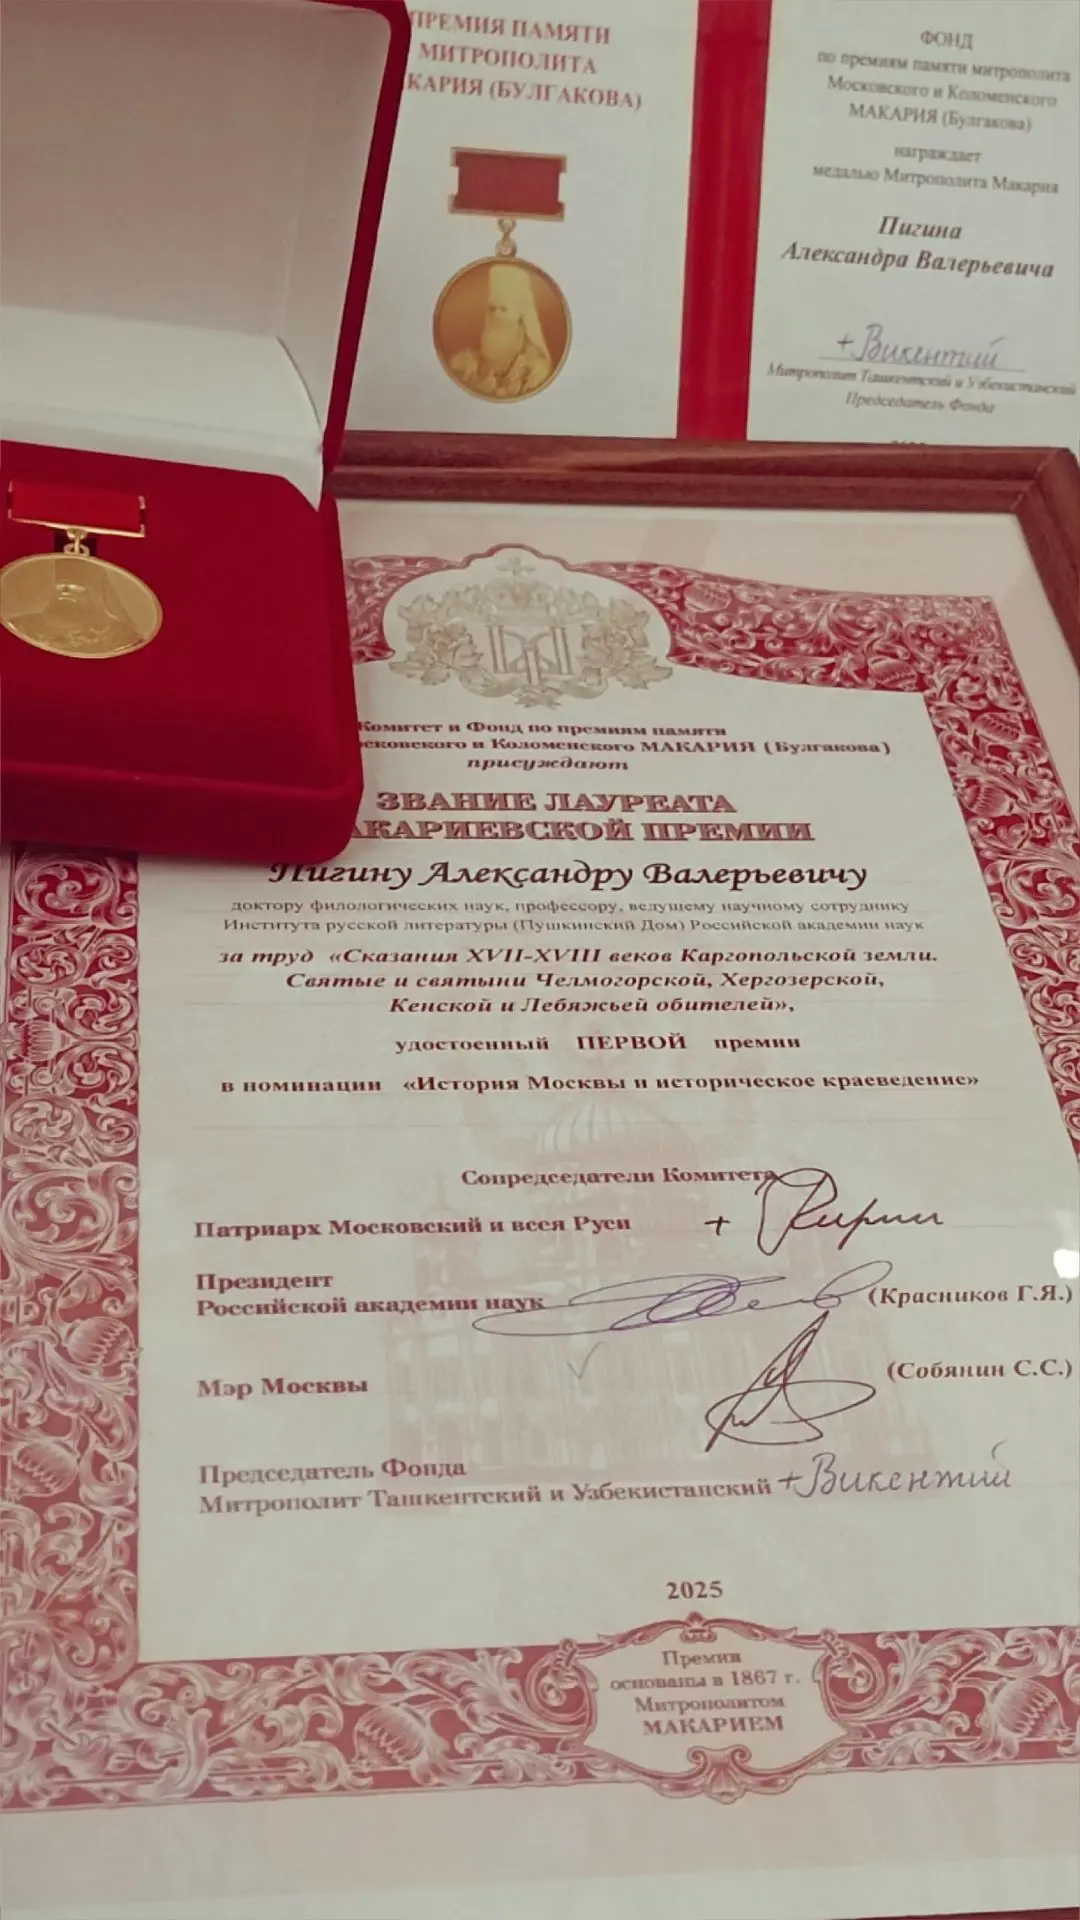 ПРЕМИЯ ПАМЯТИ
МИТРОПОЛИТА
КАРИЯ (БУЛГАКОВА)
ФОНД
по премиям памяти митрополита
Московского и Коломенского
МАКАРИЯ (Булгакова)
награждает
медалью Митрополита Макария
Пигина
Александра Валерьевича
+ Викентий
Митрополит Ташкентский и Узбекистанский
Председатель Фонда
Комитет и Фонд по премиям памяти
сковского и Коломенского МАКАРИЯ (Булгакова)
присуждают
ЗВАНИЕ ЛАУРЕАТА
АКАРИЕВСКОЙ ПРЕМИИ
Пигину Александру Валерьевичу
доктору филологических наук, профессору, ведущему научному сотруднику
Института русской литературы (Пушкинский Дом) Российской академии наук
за труд «Сказания XVII-XVIII веков Каргопольской земли.
Святые и святыни Челмогорской, Хергозерской,
Кенской и Лебяжьей обителей»,
удостоенный ПЕРВОЙ премии
в номинации «История Москвы и историческое краеведение»
Сопредседатели Комитета
Патриарх Московский и всея Руси + Кирилл
Президент
Российской академии наук (Красников Г.Я.)
Мэр Москвы (Собянин С.С.)
Председатель Фонда
Митрополит Ташкентский и Узбекистанский + Викентий
2025
Премии
основаны в 1867 г.
Митрополитом
МАКАРИЕМ